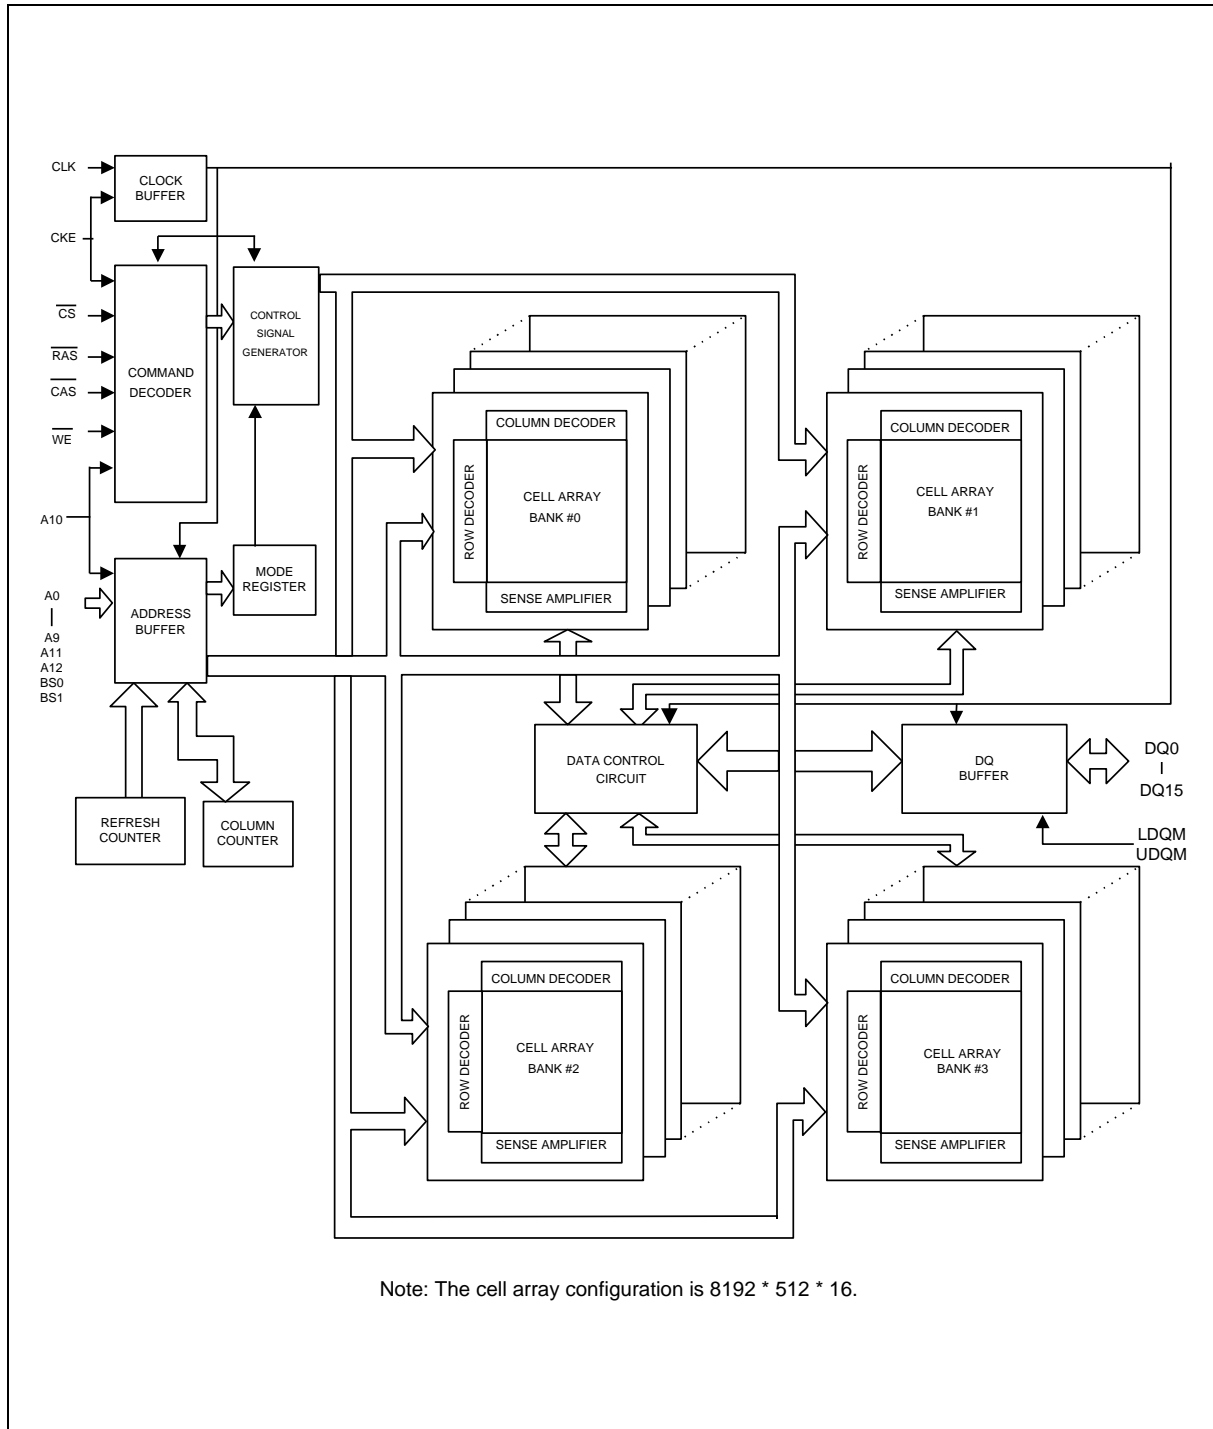 CLK
CLOCK
BUFFER
CKE
CS
RAS
CAS
WE
A10
COMMAND
DECODER
CONTROL
SIGNAL
GENERATOR
A0
A9
A11
A12
BS0
BS1
ADDRESS
BUFFER
MODE
REGISTER
REFRESH
COUNTER
COLUMN
COUNTER
COLUMN DECODER
ROW DECODER
CELL ARRAY
BANK #0
SENSE AMPLIFIER
COLUMN DECODER
ROW DECODER
CELL ARRAY
BANK #1
SENSE AMPLIFIER
DATA CONTROL
CIRCUIT
DQ
BUFFER
DQ0
DQ15
LDQM
UDQM
COLUMN DECODER
ROW DECODER
CELL ARRAY
BANK #2
SENSE AMPLIFIER
COLUMN DECODER
ROW DECODER
CELL ARRAY
BANK #3
SENSE AMPLIFIER
Note: The cell array configuration is 8192 * 512 * 16.